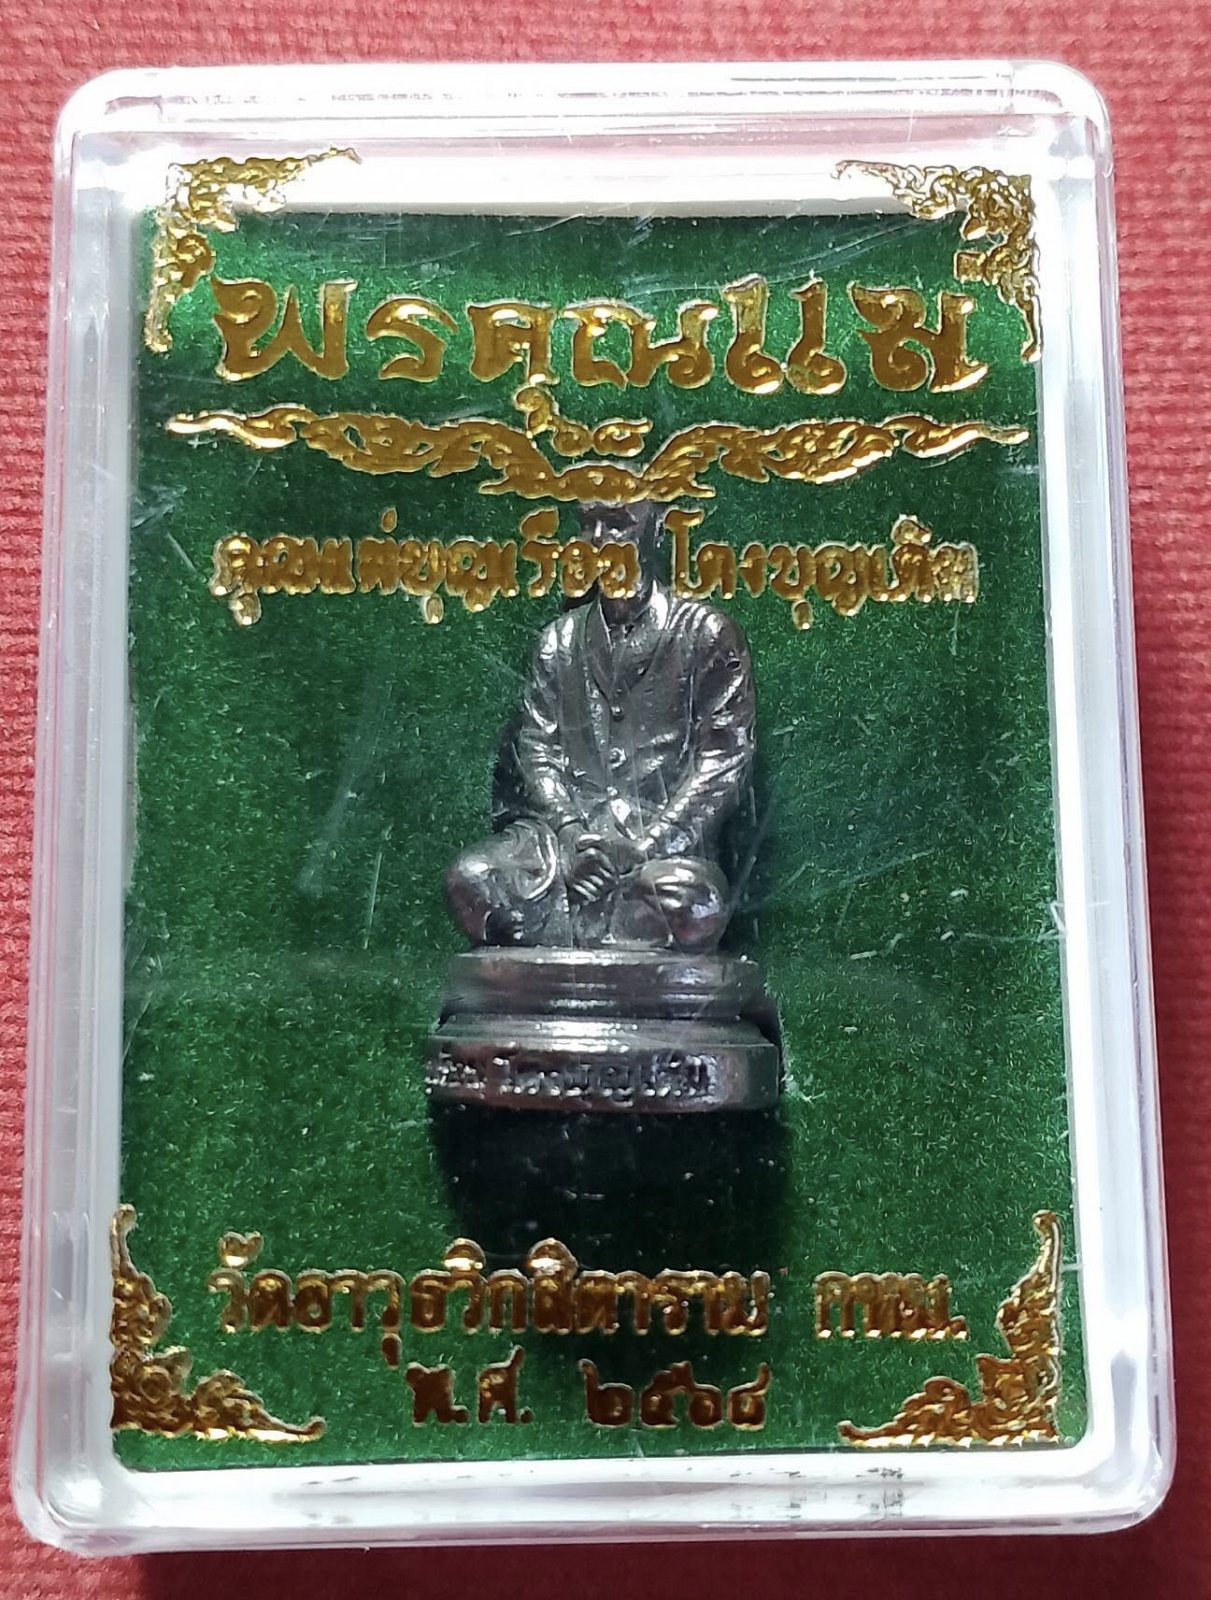 พรคุณแม่
๖๘
คุณแม่บุญเรือน โตงบุญเติม
เรือน โตงบุญเติม
วัดอาวุธวิกสิตาราม กทม.
พ.ศ. ๒๕๖๘